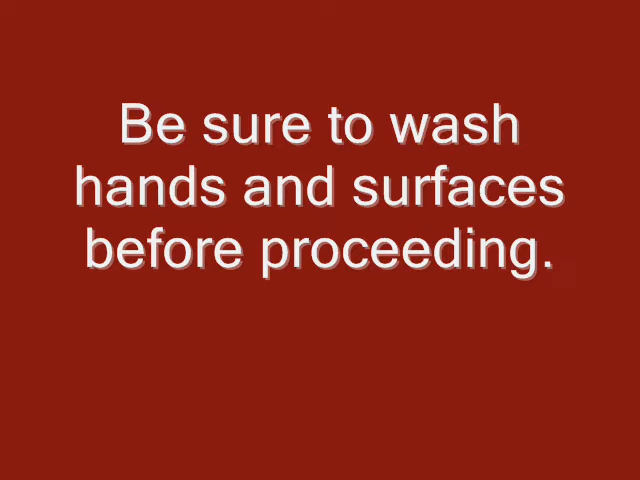 Be sure to wash
hands and surfaces
before proceeding.